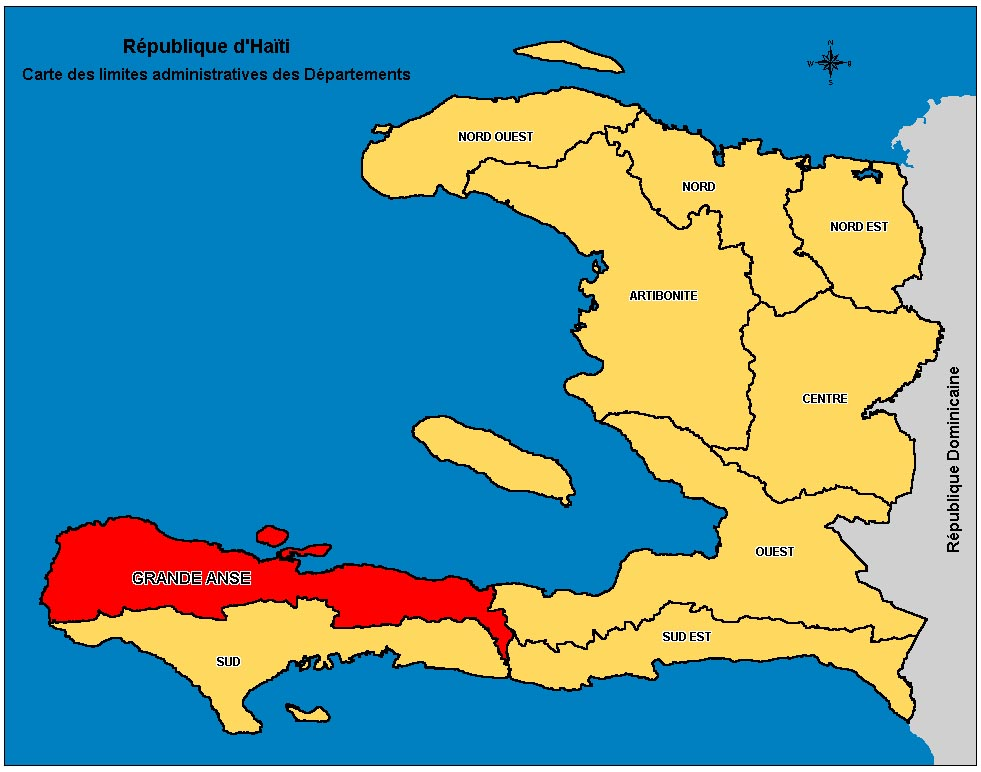 République d'Haïti
Carte des limites administratives des Départements
N
W
E
S
NORD OUEST
NORD
NORD EST
ARTIBONITE
CENTRE
République Dominicaine
OUEST
GRANDE ANSE
SUD EST
SUD